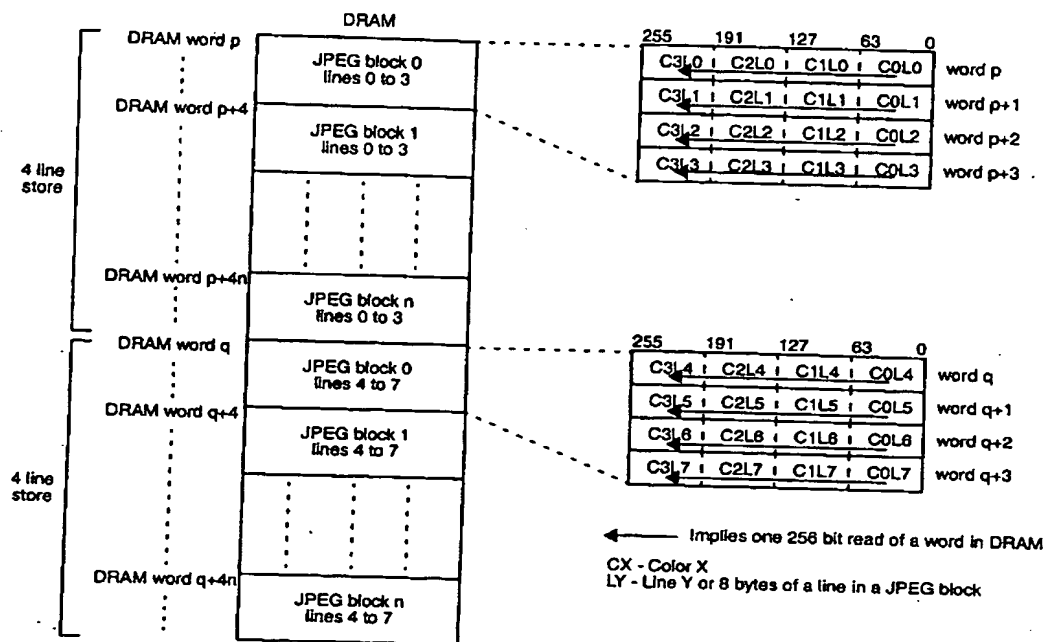 DRAM
DRAM word p
JPEG block 0
lines 0 to 3
DRAM word p+4
JPEG block 1
lines 0 to 3
4 line
store
DRAM word p+4n
JPEG block n
lines 0 to 3
DRAM word q
JPEG block 0
lines 4 to 7
DRAM word q+4
JPEG block 1
lines 4 to 7
4 line
store
DRAM word q+4n
JPEG block n
lines 4 to 7
255 191 127 63 0
C3L0 C2L0 C1L0 C0L0 word p
C3L1 C2L1 C1L1 C0L1 word p+1
C3L2 C2L2 C1L2 C0L2 word p+2
C3L3 C2L3 C1L3 C0L3 word p+3
255 191 127 63 0
C3L4 C2L4 C1L4 C0L4 word q
C3L5 C2L5 C1L5 C0L5 word q+1
C3L6 C2L6 C1L6 C0L6 word q+2
C3L7 C2L7 C1L7 C0L7 word q+3
Implies one 256 bit read of a word in DRAM
CX - Color X
LY - Line Y or 8 bytes of a line in a JPEG block